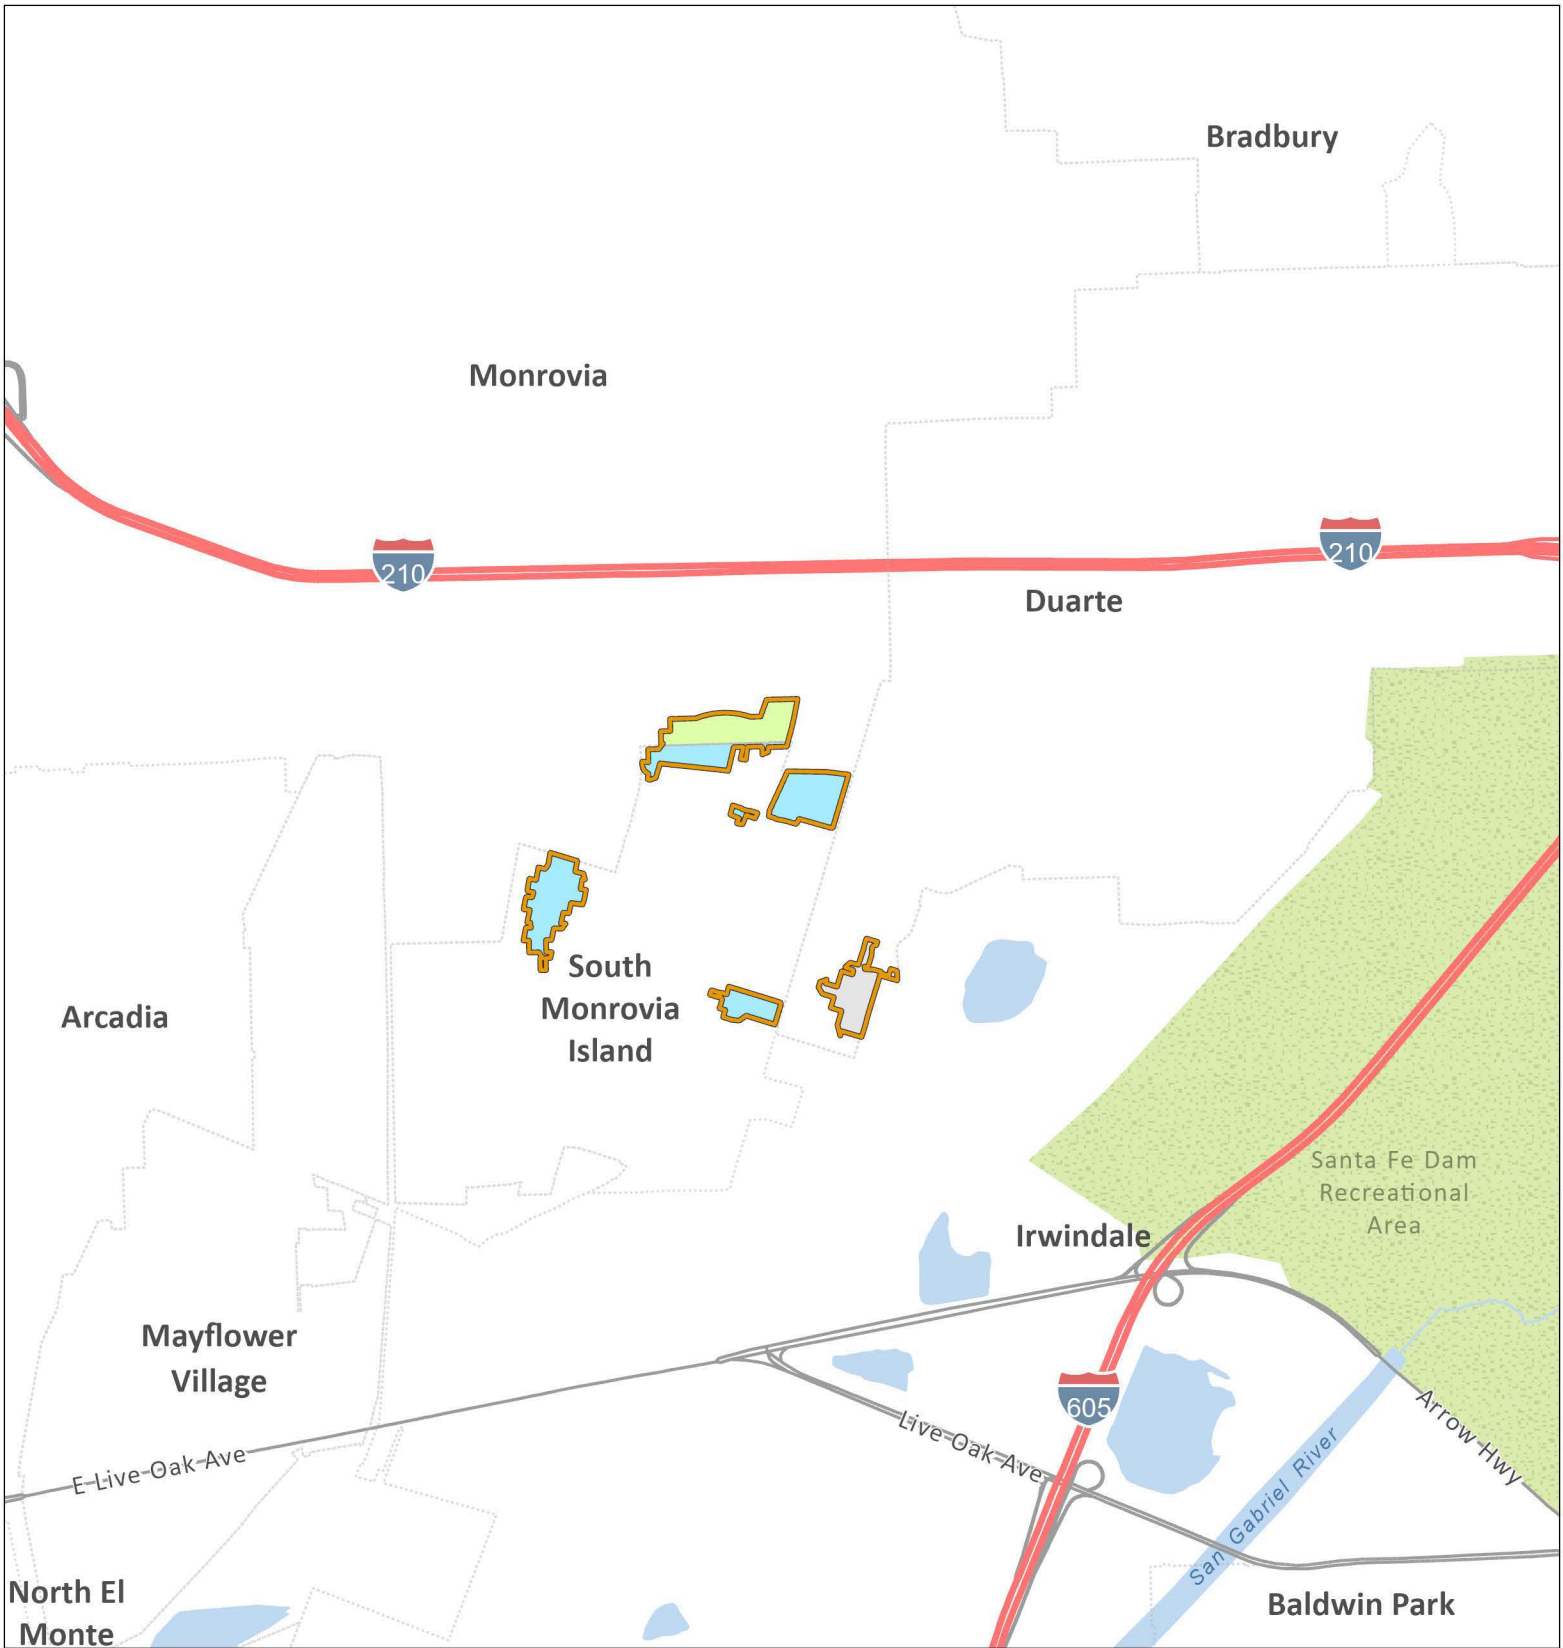 Bradbury
Monrovia
210
210
Duarte
South
Monrovia
Island
Arcadia
Santa Fe Dam
Recreational
Area
Irwindale
Mayflower
Village
605
Live Oak Ave
Arrow Hwy
E Live Oak Ave
San Gabriel River
North El
Monte
Baldwin Park